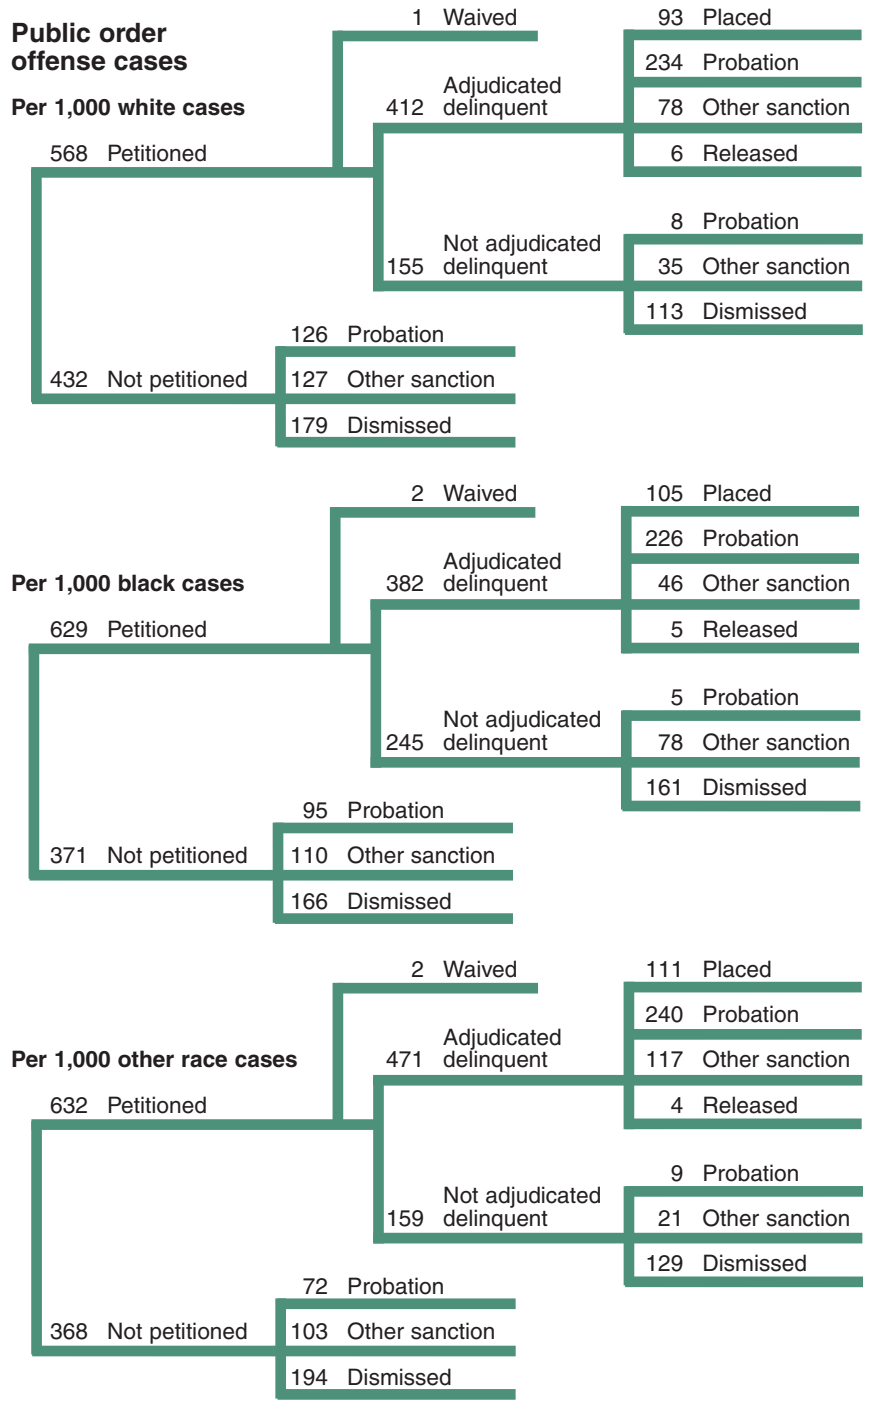 Public order
offense cases
Per 1,000 white cases
1 Waived
93 Placed
234 Probation
Adjudicated
412 delinquent
78 Other sanction
568 Petitioned
6 Released
8 Probation
Not adjudicated
155 delinquent
35 Other sanction
113 Dismissed
126 Probation
432 Not petitioned
127 Other sanction
179 Dismissed
2 Waived
105 Placed
226 Probation
Adjudicated
Per 1,000 black cases
382 delinquent
46 Other sanction
629 Petitioned
5 Released
5 Probation
Not adjudicated
245 delinquent
78 Other sanction
161 Dismissed
95 Probation
371 Not petitioned
110 Other sanction
166 Dismissed
2 Waived
111 Placed
240 Probation
Adjudicated
Per 1,000 other race cases
471 delinquent
117 Other sanction
632 Petitioned
4 Released
9 Probation
Not adjudicated
159 delinquent
21 Other sanction
129 Dismissed
72 Probation
368 Not petitioned
103 Other sanction
194 Dismissed